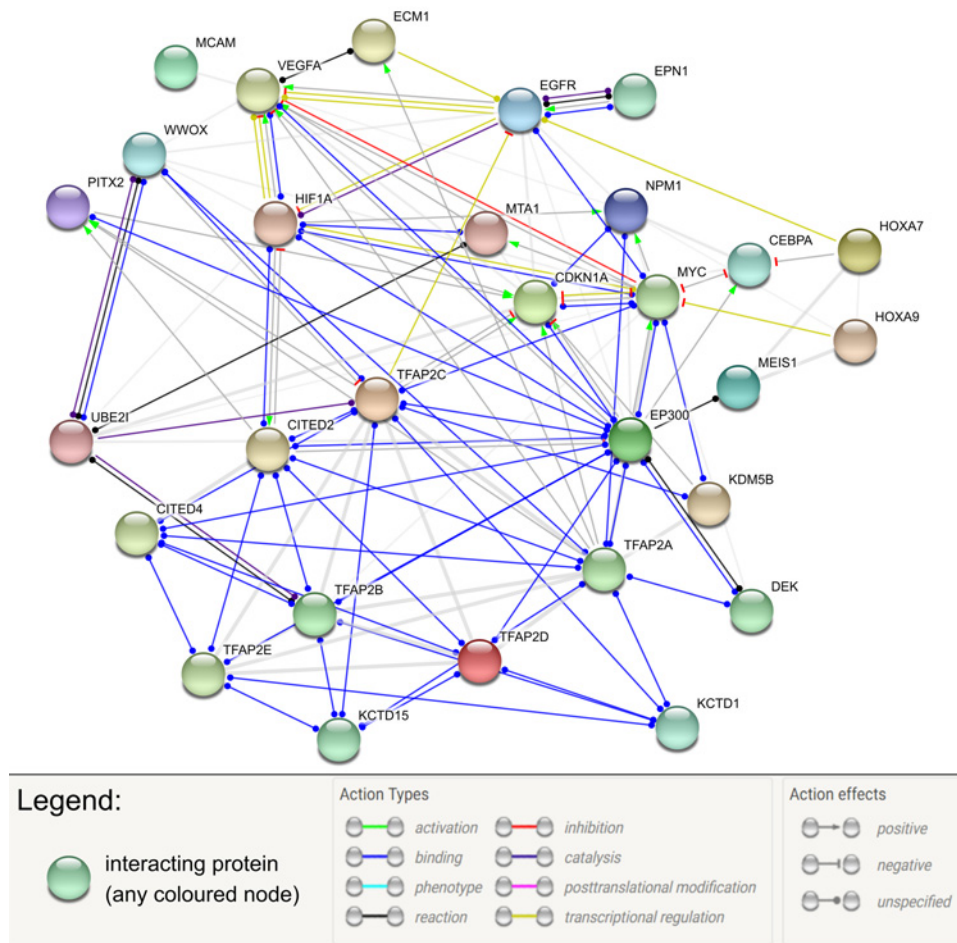 ECM1
MCAM
VEGFA
EGFR
EPN1
WWOX
PITX2
HIF1A
NPM1
MTA1
CEBPA
HOXA7
CDKN1A
MYC
HOXA9
MEIS1
TFAP2C
UBE2I
CITED2
EP300
KDM5B
CITED4
TFAP2A
TFAP2B
DEK
TFAP2D
TFAP2E
KCTD1
KCTD15
Legend:
interacting protein
(any coloured node)
Action Types
activation
inhibition
binding
catalysis
phenotype
posttranslational modification
reaction
transcriptional regulation
Action effects
positive
negative
unspecified